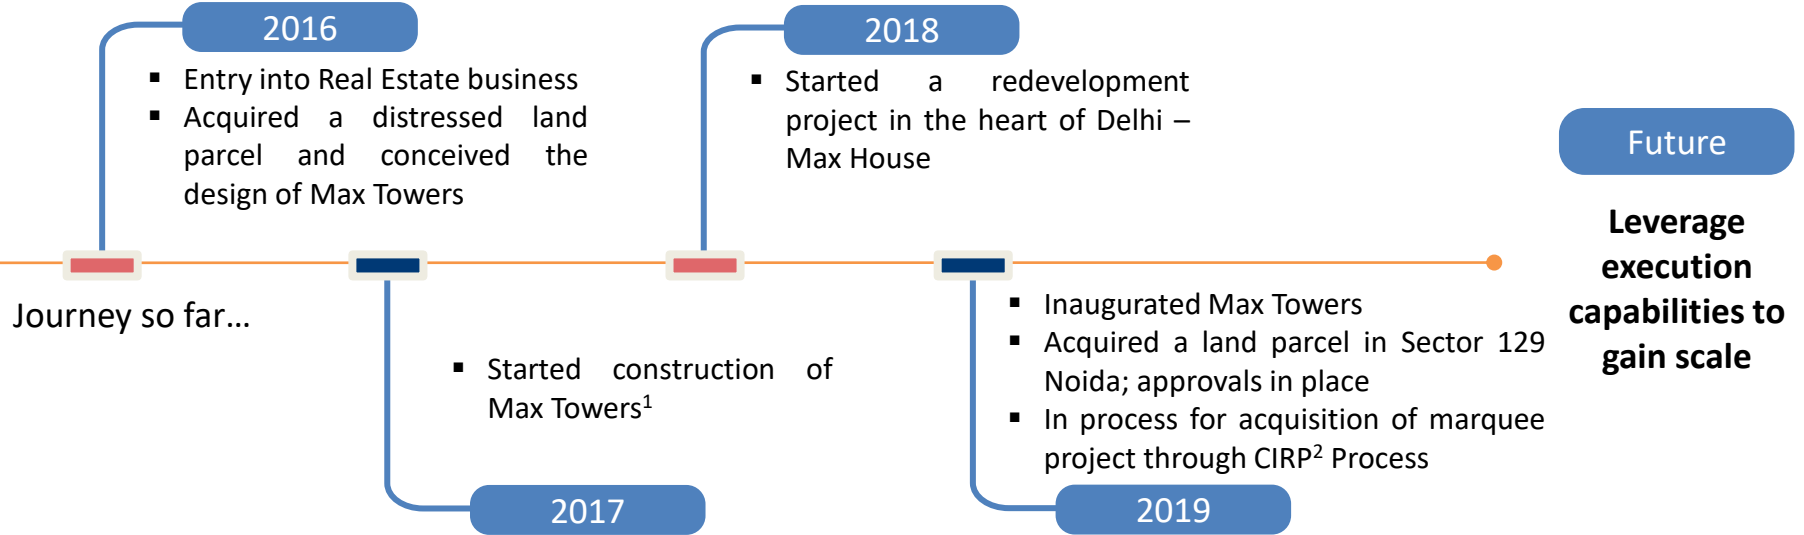 2016
▪ Entry into Real Estate business
▪ Acquired a distressed land
parcel and conceived the
design of Max Towers
2018
▪ Started a redevelopment
project in the heart of Delhi –
Max House
Journey so far...
▪ Started construction of
Max Towers¹
2017
▪ Inaugurated Max Towers
▪ Acquired a land parcel in Sector 129
Noida; approvals in place
▪ In process for acquisition of marquee
project through CIRP² Process
2019
Future
Leverage
execution
capabilities to
gain scale